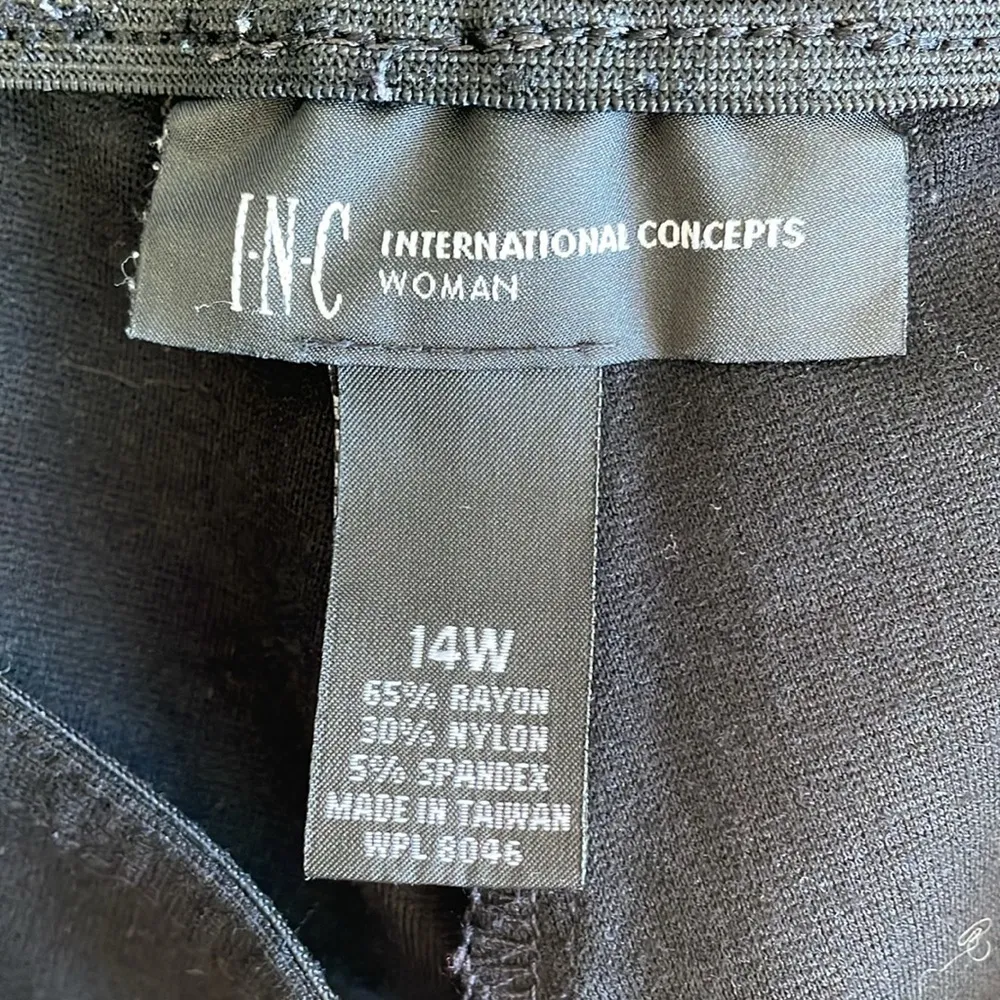 I·N·C INTERNATIONAL CONCEPTS
WOMAN
14W
65% RAYON
30% NYLON
5% SPANDEX
MADE IN TAIWAN
WPL 8046